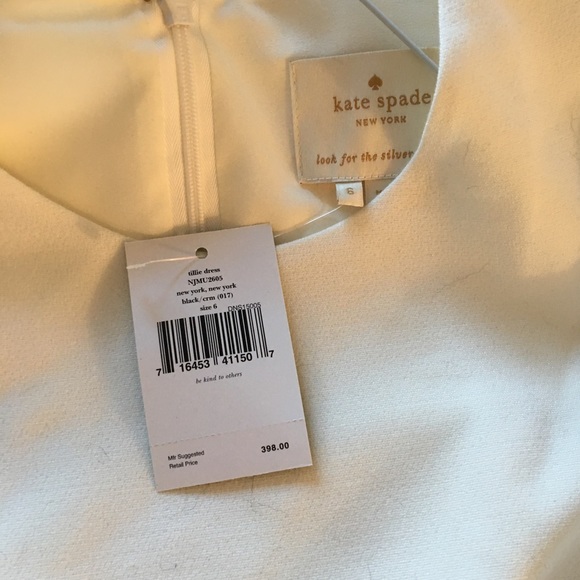 kate spade
NEW YORK
look for the silver
6
tillie dress
NJMU2605
new york, new york
black/crm (017)
size 6
DNS15005
7 16453 41150 7
be kind to others
Mfr Suggested
Retail Price
398.00